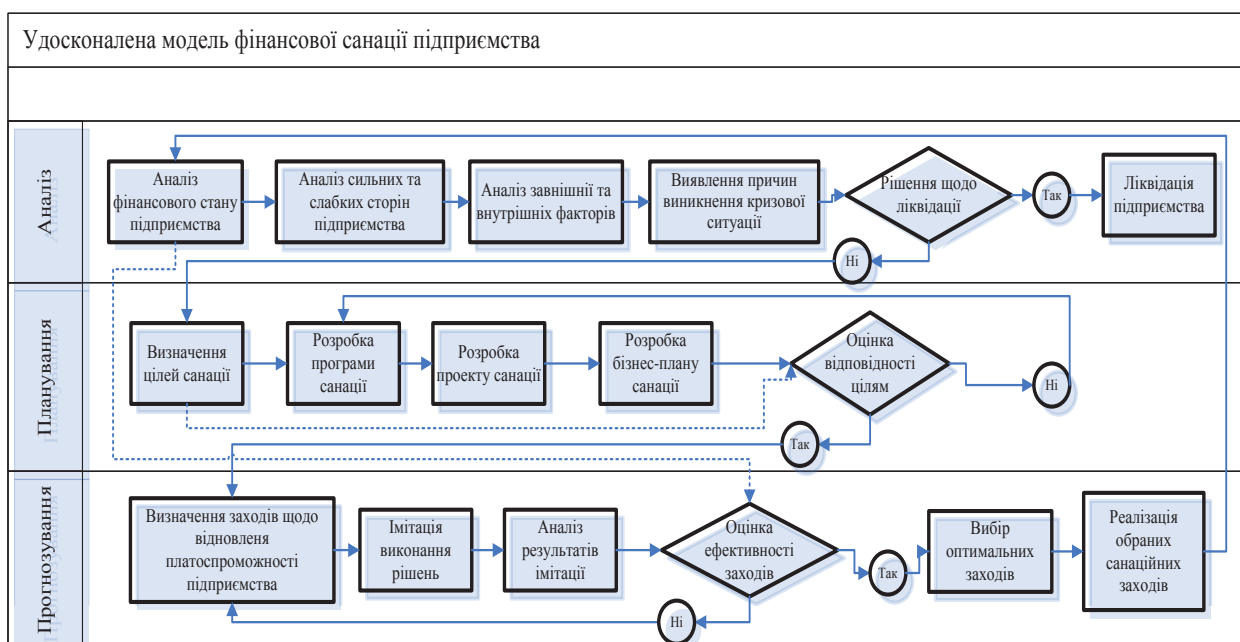 Удосконалена модель фінансової санації підприємства
Аналіз
Аналіз
фінансового стану
підприємства
Аналіз сильних та
слабких сторін
підприємства
Аналіз завнішнії та
внутрішніх факторів
Виявлення причин
виникнення кризової
ситуації
Рішення щодо
ліквідації
Так
Ліквідація
підприємства
Ні
Планування
Визначення
цілей санації
Розробка
програми
санації
Розробка
проекту санації
Розробка
бізнес-плану
санації
Оцінка
відповідності
цілям
Ні
Так
Прогнозування
Визначення заходів щодо
відновленя
платоспроможності
підприємства
Імітація
виконання
рішень
Аналіз
результатів
імітації
Оцінка
ефективності
заходів
Так
Вибір
оптимальних
заходів
Реалізація
обраних
санаційних
заходів
Ні